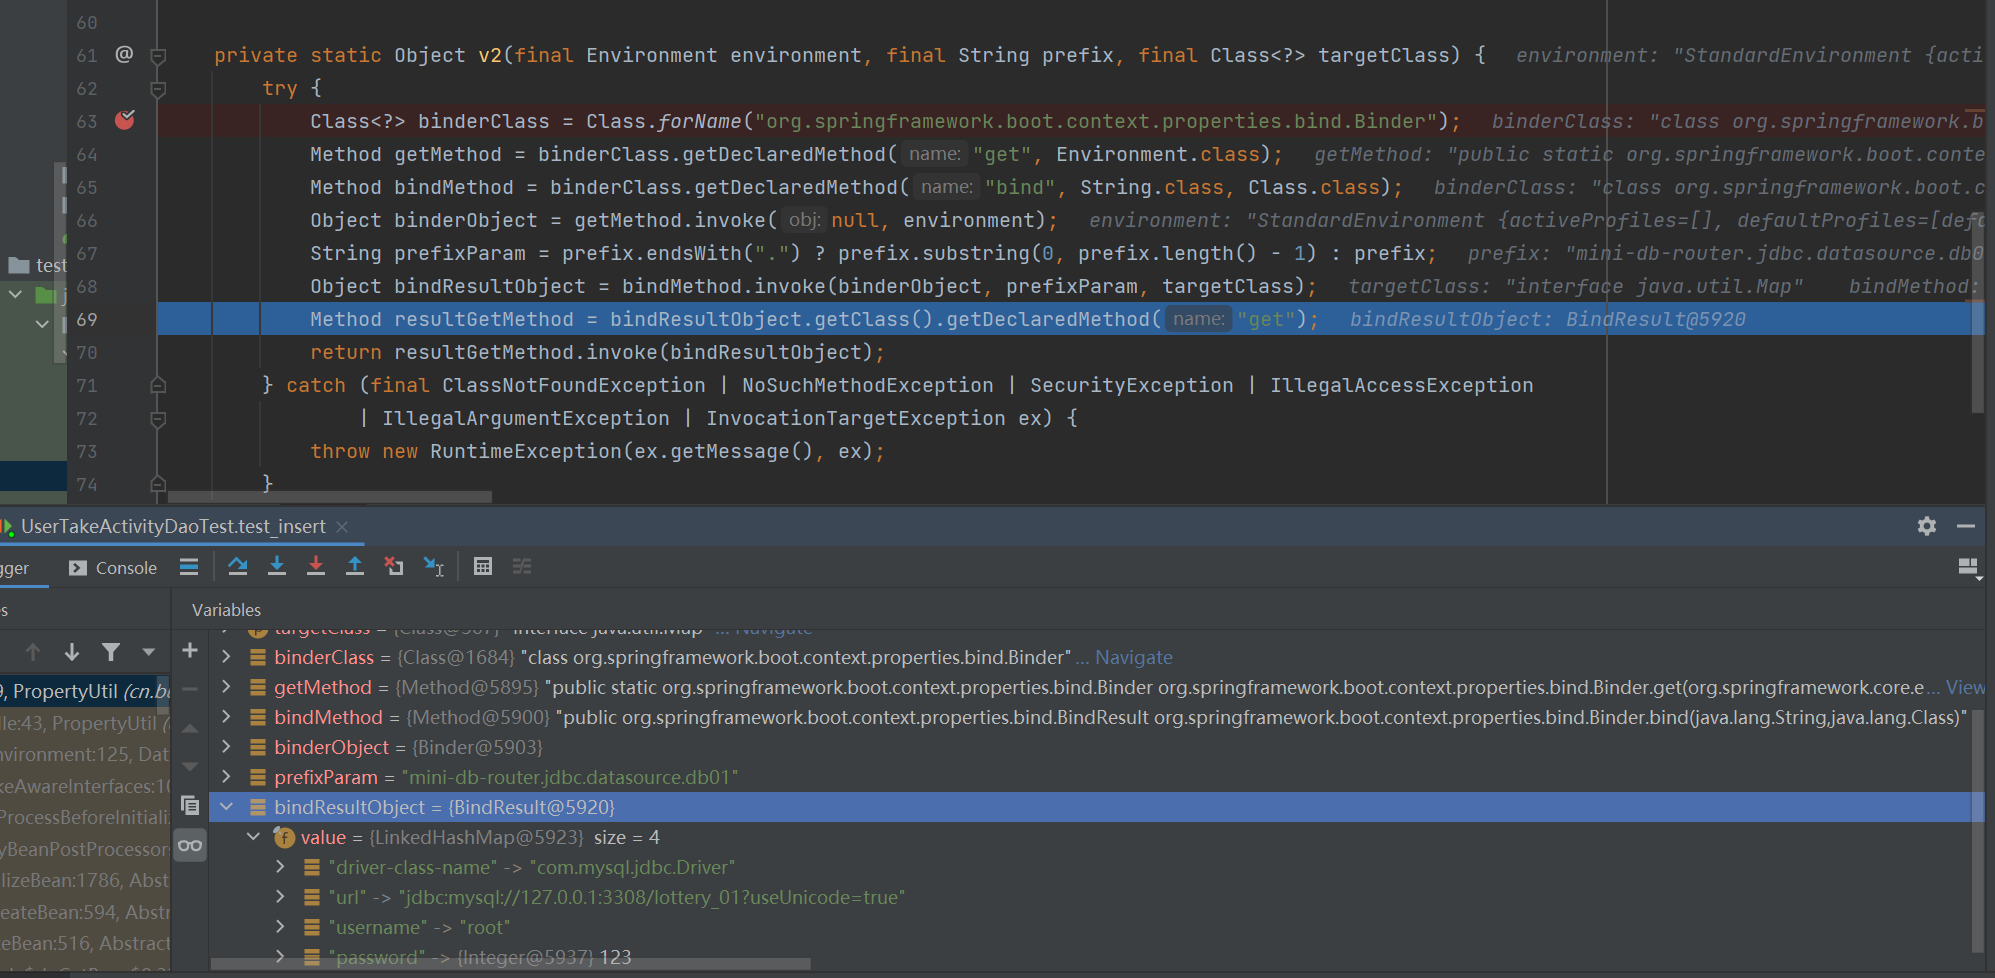 60
61 @ private static Object v2(final Environment environment, final String prefix, final Class<?> targetClass) { environment: "StandardEnvironment {acti
62 try {
63 Class<?> binderClass = Class.forName("org.springframework.boot.context.properties.bind.Binder"); binderClass: "class org.springframework.b
64 Method getMethod = binderClass.getDeclaredMethod( name: "get", Environment.class); getMethod: "public static org.springframework.boot.conte
65 Method bindMethod = binderClass.getDeclaredMethod( name: "bind", String.class, Class.class); binderClass: "class org.springframework.boot.c
66 Object binderObject = getMethod.invoke( obj: null, environment); environment: "StandardEnvironment {activeProfiles=[], defaultProfiles=[defa
67 String prefixParam = prefix.endsWith(".") ? prefix.substring(0, prefix.length() - 1) : prefix; prefix: "mini-db-router.jdbc.datasource.db0
test
68 Object bindResultObject = bindMethod.invoke(binderObject, prefixParam, targetClass); targetClass: "interface java.util.Map" bindMethod:
j
69 Method resultGetMethod = bindResultObject.getClass().getDeclaredMethod( name: "get"); bindResultObject: BindResult@5920
70 return resultGetMethod.invoke(bindResultObject);
71 } catch (final ClassNotFoundException | NoSuchMethodException | SecurityException | IllegalAccessException
72 | IllegalArgumentException | InvocationTargetException ex) {
73 throw new RuntimeException(ex.getMessage(), ex);
74 }
UserTakeActivityDaoTest.test_insert
gger Console
s
Variables
targetClass = {Class@367} "interface java.util.Map" ... Navigate
binderClass = {Class@1684} "class org.springframework.boot.context.properties.bind.Binder" ... Navigate
9, PropertyUtil (cn.bu
getMethod = {Method@5895} "public static org.springframework.boot.context.properties.bind.Binder org.springframework.boot.context.properties.bind.Binder.get(org.springframework.core.e... View
lle:43, PropertyUtil (
bindMethod = {Method@5900} "public org.springframework.boot.context.properties.bind.BindResult org.springframework.boot.context.properties.bind.Binder.bind(java.lang.String,java.lang.Class)"
nvironment:125, Dat
binderObject = {Binder@5903}
keAwareInterfaces:10
prefixParam = "mini-db-router.jdbc.datasource.db01"
ProcessBeforeInitiali
bindResultObject = {BindResult@5920}
yBeanPostProcessors
value = {LinkedHashMap@5923} size = 4
lizeBean:1786, Abst
"driver-class-name" -> "com.mysql.jdbc.Driver"
eateBean:594, Abstr
"url" -> "jdbc:mysql://127.0.0.1:3308/lottery_01?useUnicode=true"
teBean:516, Abstract
"username" -> "root"
"password" -> {Integer@5937} 123